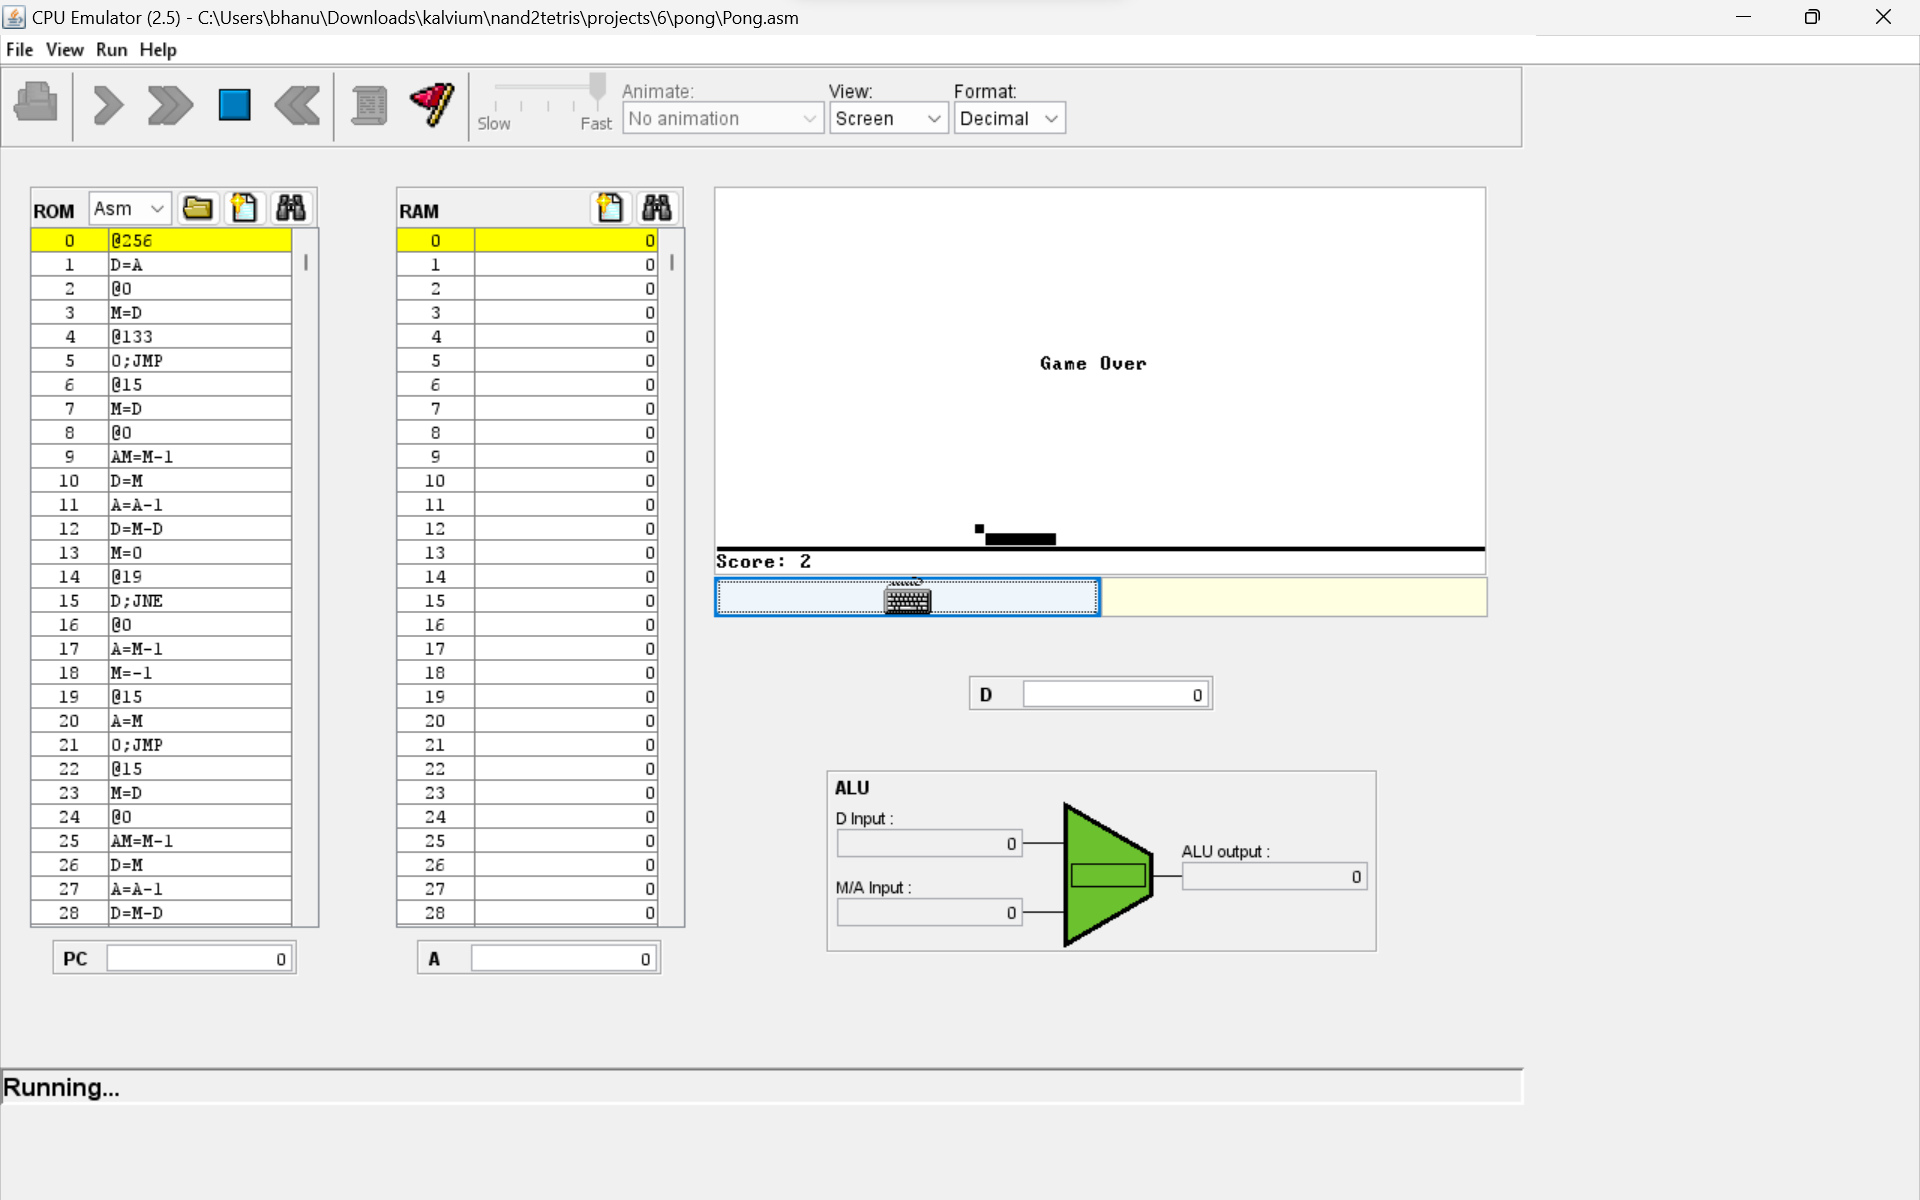 CPU Emulator (2.5) - C:\Users\bhanu\Downloads\kalvium\nand2tetris\projects\6\pong\Pong.asm
File View Run Help
Slow Fast
Animate:
No animation
View:
Screen
Format:
Decimal
ROM Asm
0 @256
1 D=A
2 @0
3 M=D
4 @133
5 0;JMP
6 @15
7 M=D
8 @0
9 AM=M-1
10 D=M
11 A=A-1
12 D=M-D
13 M=0
14 @19
15 D;JNE
16 @0
17 A=M-1
18 M=-1
19 @15
20 A=M
21 0;JMP
22 @15
23 M=D
24 @0
25 AM=M-1
26 D=M
27 A=A-1
28 D=M-D
PC 0
RAM
0 0
1 0
2 0
3 0
4 0
5 0
6 0
7 0
8 0
9 0
10 0
11 0
12 0
13 0
14 0
15 0
16 0
17 0
18 0
19 0
20 0
21 0
22 0
23 0
24 0
25 0
26 0
27 0
28 0
A 0
Game Over
Score: 2
D 0
ALU
D Input :
0
M/A Input :
0
ALU output :
0
Running...